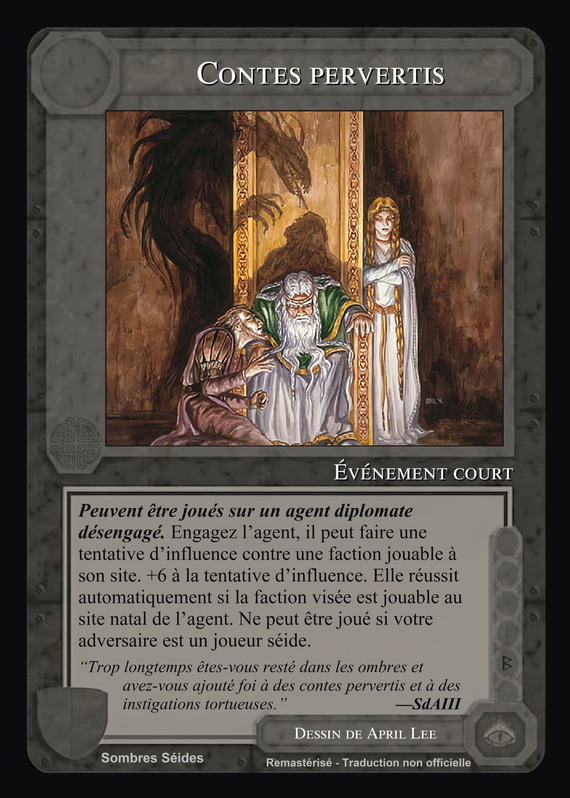 Contes pervertis
Événement court
Peuvent être joués sur un agent diplomate
désengagé. Engagez l'agent, il peut faire une
tentative d'influence contre une faction jouable à
son site. +6 à la tentative d'influence. Elle réussit
automatiquement si la faction visée est jouable au
site natal de l'agent. Ne peut être joué si votre
adversaire est un joueur séide.
“Trop longtemps êtes-vous resté dans les ombres et
avez-vous ajouté foi à des contes pervertis et à des
instigations tortueuses.” —SdAIII
Dessin de April Lee
Sombres Séides
Remastérisé - Traduction non officielle